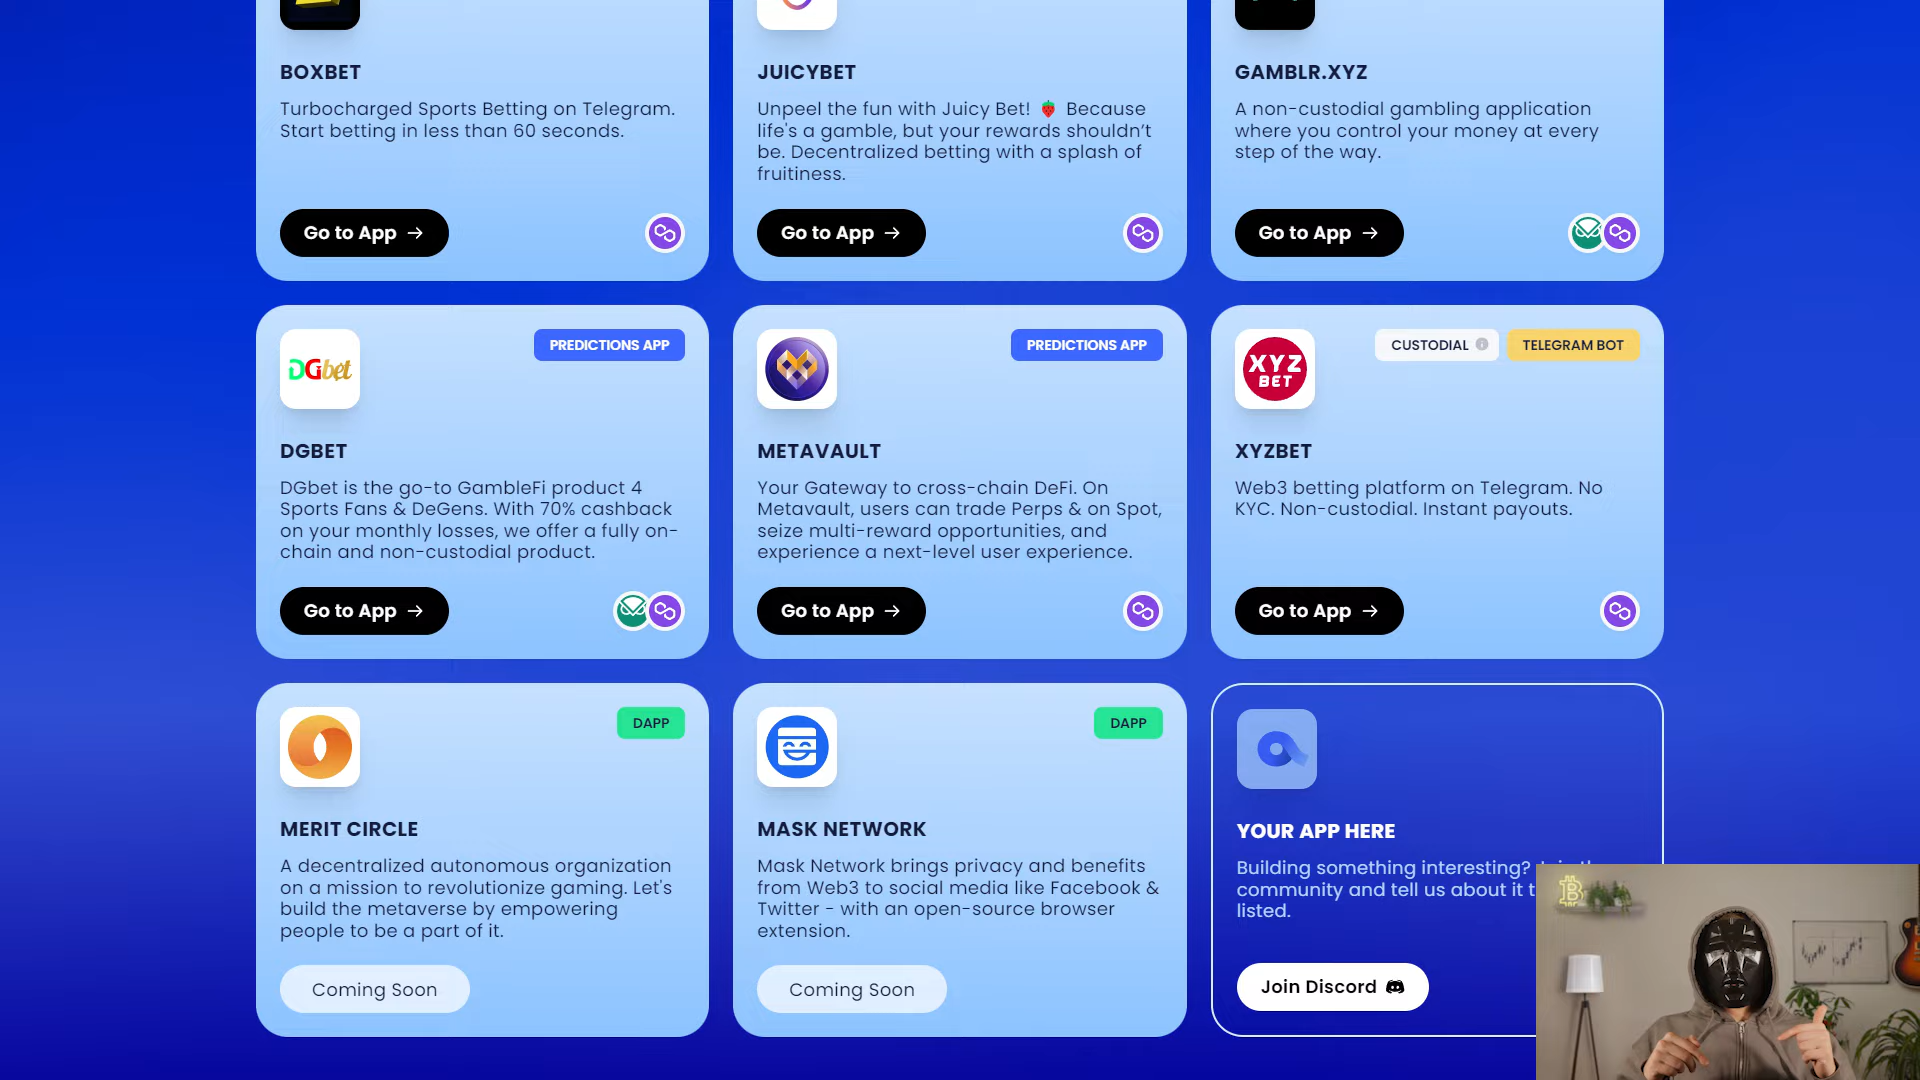 BOXBET
Turbocharged Sports Betting on Telegram.
Start betting in less than 60 seconds.
Go to App
JUICYBET
Unpeel the fun with Juicy Bet! 🍓 Because
life's a gamble, but your rewards shouldn't
be. Decentralized betting with a splash of
fruitiness.
Go to App
GAMBLR.XYZ
A non-custodial gambling application
where you control your money at every
step of the way.
Go to App
DGbet
PREDICTIONS APP
DGBET
DGbet is the go-to GambleFi product 4
Sports Fans & DeGens. With 70% cashback
on your monthly losses, we offer a fully on-
chain and non-custodial product.
Go to App
PREDICTIONS APP
METAVAULT
Your Gateway to cross-chain DeFi. On
Metavault, users can trade Perps & on Spot,
seize multi-reward opportunities, and
experience a next-level user experience.
Go to App
XYZ
BET
CUSTODIAL
TELEGRAM BOT
XYZBET
Web3 betting platform on Telegram. No
KYC. Non-custodial. Instant payouts.
Go to App
DAPP
MERIT CIRCLE
A decentralized autonomous organization
on a mission to revolutionize gaming. Let's
build the metaverse by empowering
people to be a part of it.
Coming Soon
DAPP
MASK NETWORK
Mask Network brings privacy and benefits
from Web3 to social media like Facebook &
Twitter - with an open-source browser
extension.
Coming Soon
YOUR APP HERE
Building something interesting?
community and tell us about it
listed.
Join Discord